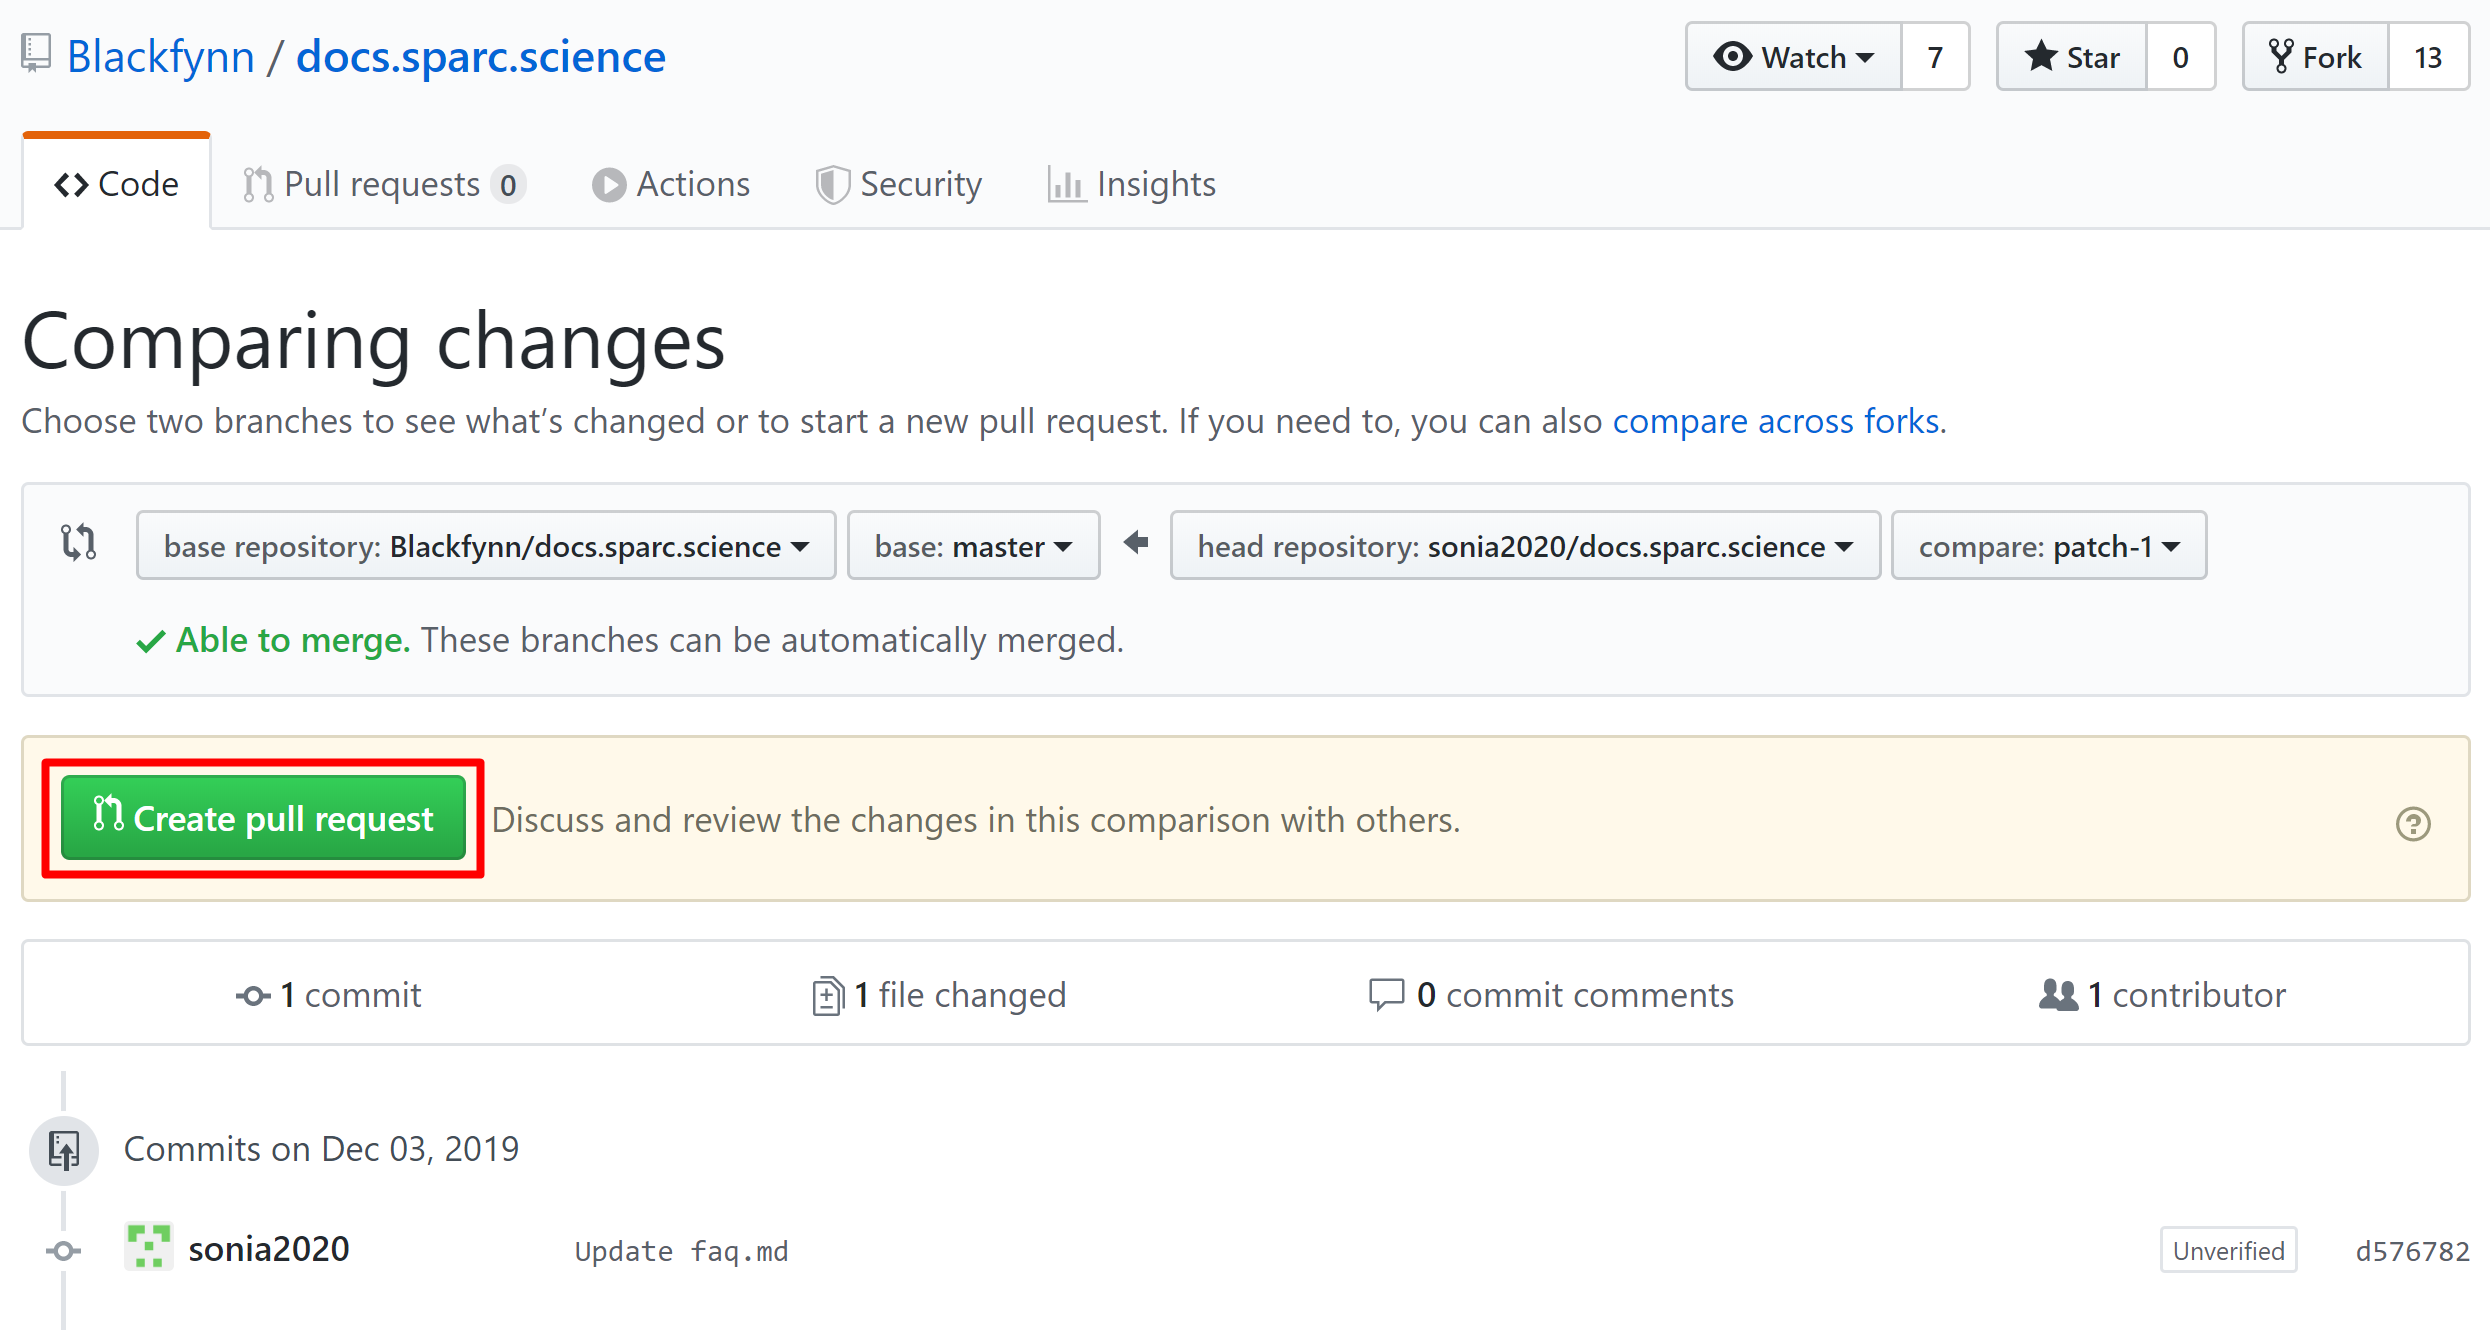 Blackfynn / docs.sparc.science
Watch 7 Star 0 Fork 13
Code Pull requests 0 Actions Security Insights
Comparing changes
Choose two branches to see what’s changed or to start a new pull request. If you need to, you can also compare across forks.
base repository: Blackfynn/docs.sparc.science base: master head repository: sonia2020/docs.sparc.science compare: patch-1
Able to merge. These branches can be automatically merged.
Create pull request Discuss and review the changes in this comparison with others.
1 commit 1 file changed 0 commit comments 1 contributor
Commits on Dec 03, 2019
sonia2020 Update faq.md Unverified d576782